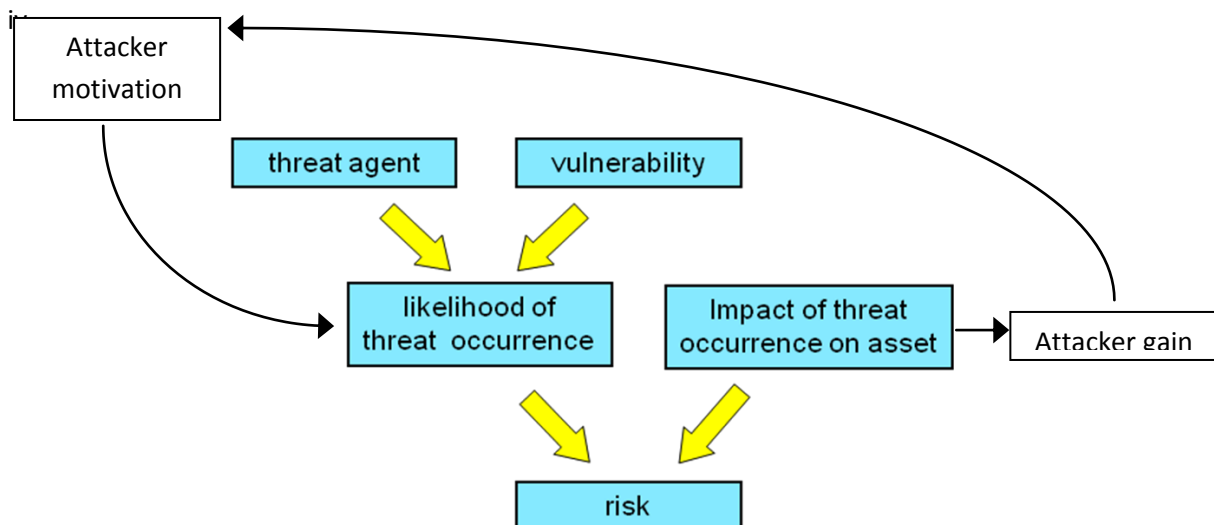 Attacker
motivation
threat agent
vulnerability
likelihood of
threat occurrence
Impact of threat
occurrence on asset
Attacker gain
risk